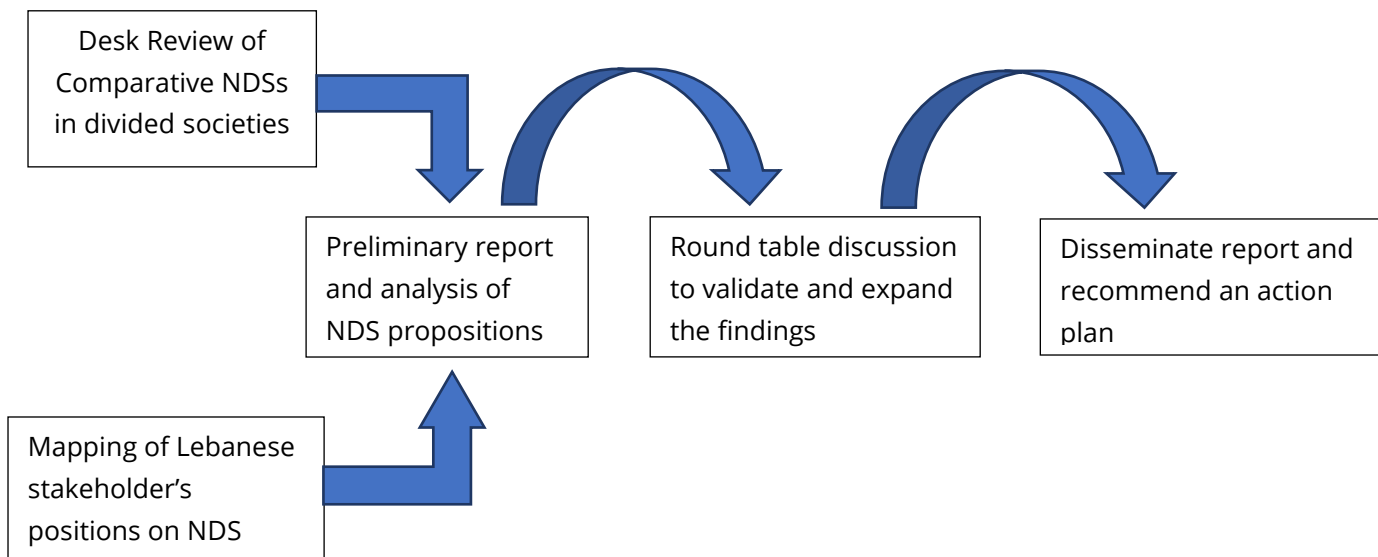 Desk Review of
Comparative NDSs
in divided societies
Preliminary report
and analysis of
NDS propositions
Round table discussion
to validate and expand
the findings
Disseminate report and
recommend an action
plan
Mapping of Lebanese
stakeholder’s
positions on NDS